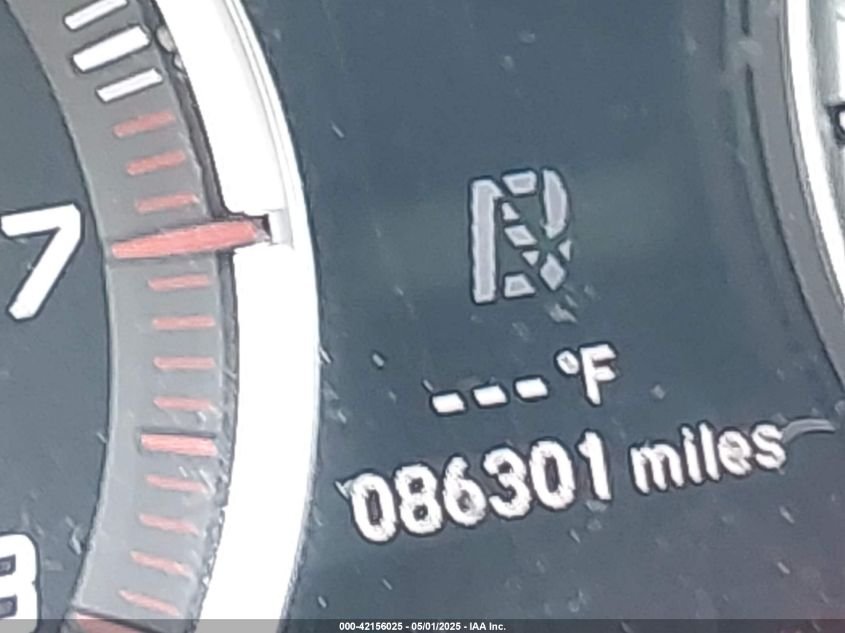 7
---°F
086301 miles
8
000-42156025 - 05/01/2025 - IAA Inc.